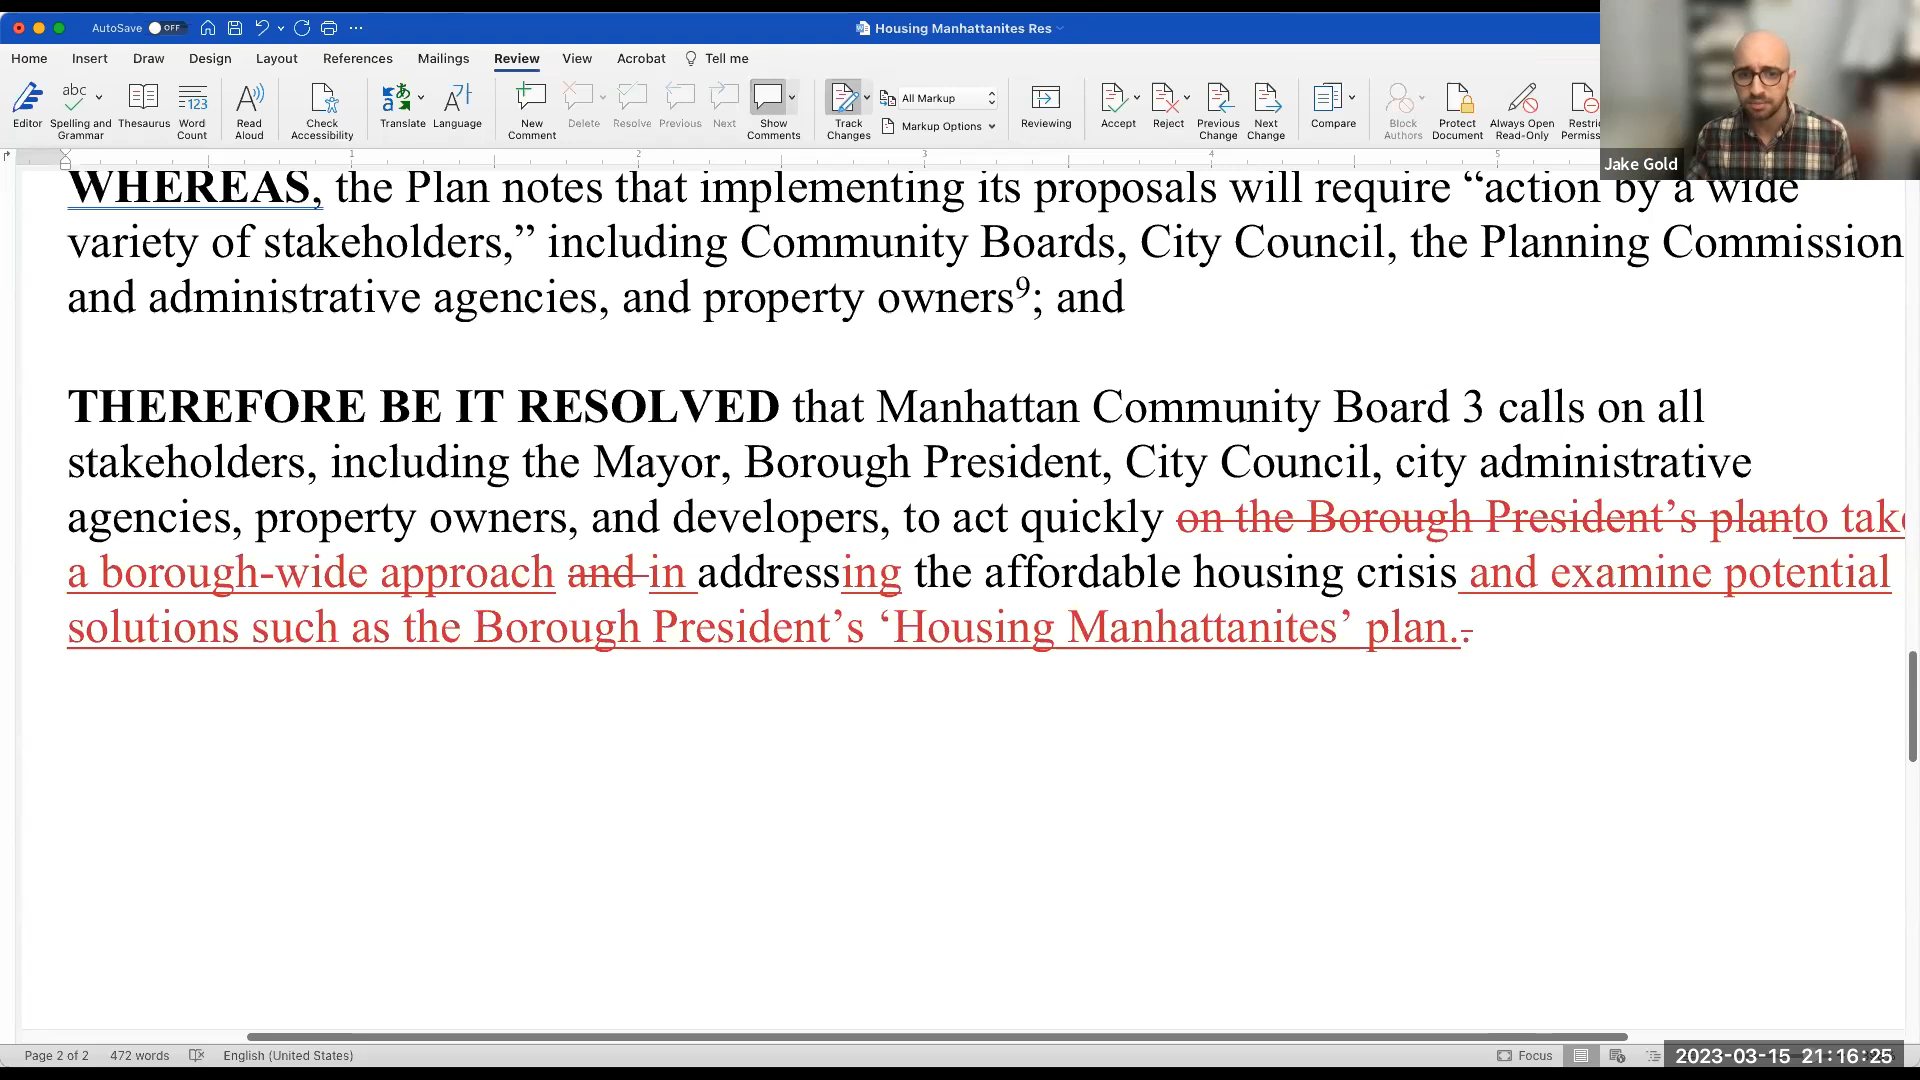 AutoSave OFF
Housing Manhattanites Res
Home Insert Draw Design Layout References Mailings Review View Acrobat Tell me
Editor
Spelling and Grammar
Thesaurus
Word Count
Read Aloud
Check Accessibility
Translate
Language
New Comment
Delete
Resolve
Previous
Next
Show Comments
Track Changes
All Markup
Markup Options
Reviewing
Accept
Reject
Previous Change
Next Change
Compare
Block Authors
Protect Document
Always Open Read-Only
Restri
Permiss
Jake Gold
1 2 3 4 5
WHEREAS, the Plan notes that implementing its proposals will require “action by a wide
variety of stakeholders,” including Community Boards, City Council, the Planning Commission
and administrative agencies, and property owners9; and
THEREFORE BE IT RESOLVED that Manhattan Community Board 3 calls on all
stakeholders, including the Mayor, Borough President, City Council, city administrative
agencies, property owners, and developers, to act quickly on the Borough President’s planto take
a borough-wide approach and in addressing the affordable housing crisis and examine potential
solutions such as the Borough President’s ‘Housing Manhattanites’ plan..
Page 2 of 2 472 words English (United States) Focus
2023-03-15 21:16:25